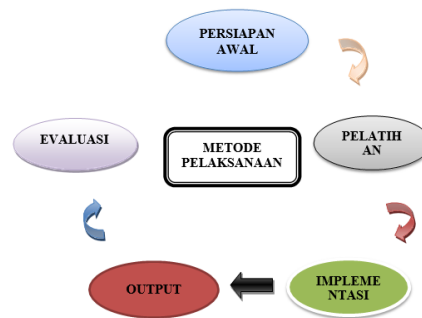 PERSIAPAN
AWAL
EVALUASI
METODE
PELAKSANAAN
PELATIH
AN
OUTPUT
IMPLEME
NTASI